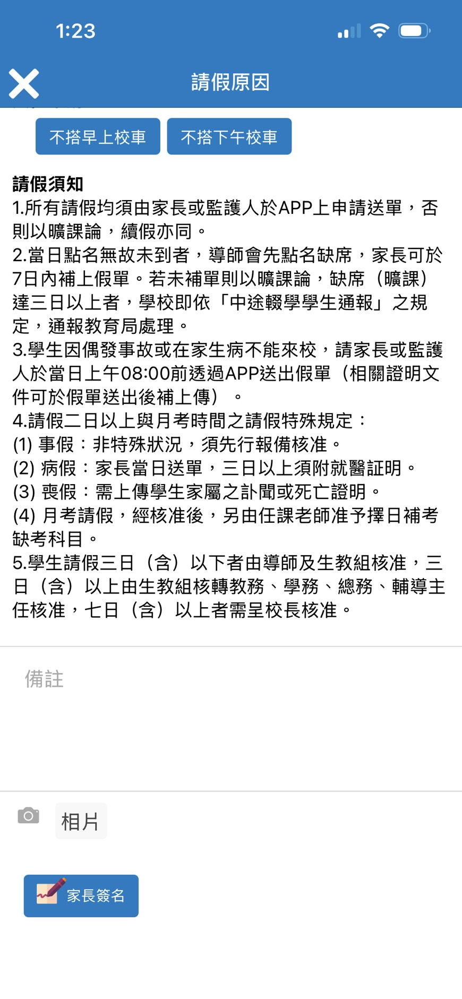 1:23
請假原因
不搭早上校車 不搭下午校車
請假須知
1.所有請假均須由家長或監護人於APP上申請送單，否
則以曠課論，續假亦同。
2.當日點名無故未到者，導師會先點名缺席，家長可於
7日內補上假單。若未補單則以曠課論，缺席（曠課）
達三日以上者，學校即依「中途輟學學生通報」之規
定，通報教育局處理。
3.學生因偶發事故或在家生病不能來校，請家長或監護
人於當日上午08:00前透過APP送出假單（相關證明文
件可於假單送出後補上傳）。
4.請假二日以上與月考時間之請假特殊規定：
(1) 事假：非特殊狀況，須先行報備核准。
(2) 病假：家長當日送單，三日以上須附就醫証明。
(3) 喪假：需上傳學生家屬之訃聞或死亡證明。
(4) 月考請假，經核准後，另由任課老師准予擇日補考
缺考科目。
5.學生請假三日（含）以下者由導師及生教組核准，三
日（含）以上由生教組核轉教務、學務、總務、輔導主
任核准，七日（含）以上者需呈校長核准。
備註
相片
家長簽名